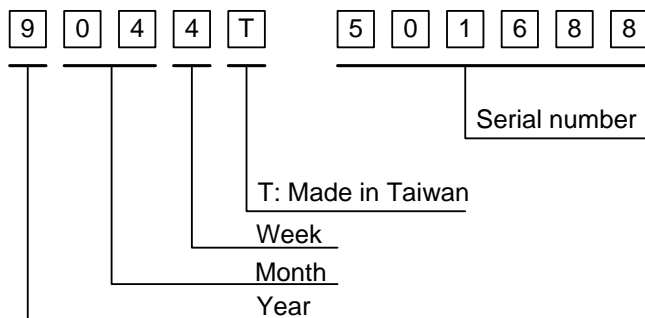 9 0 4 4 T 5 0 1 6 8 8
Serial number
T: Made in Taiwan
Week
Month
Year